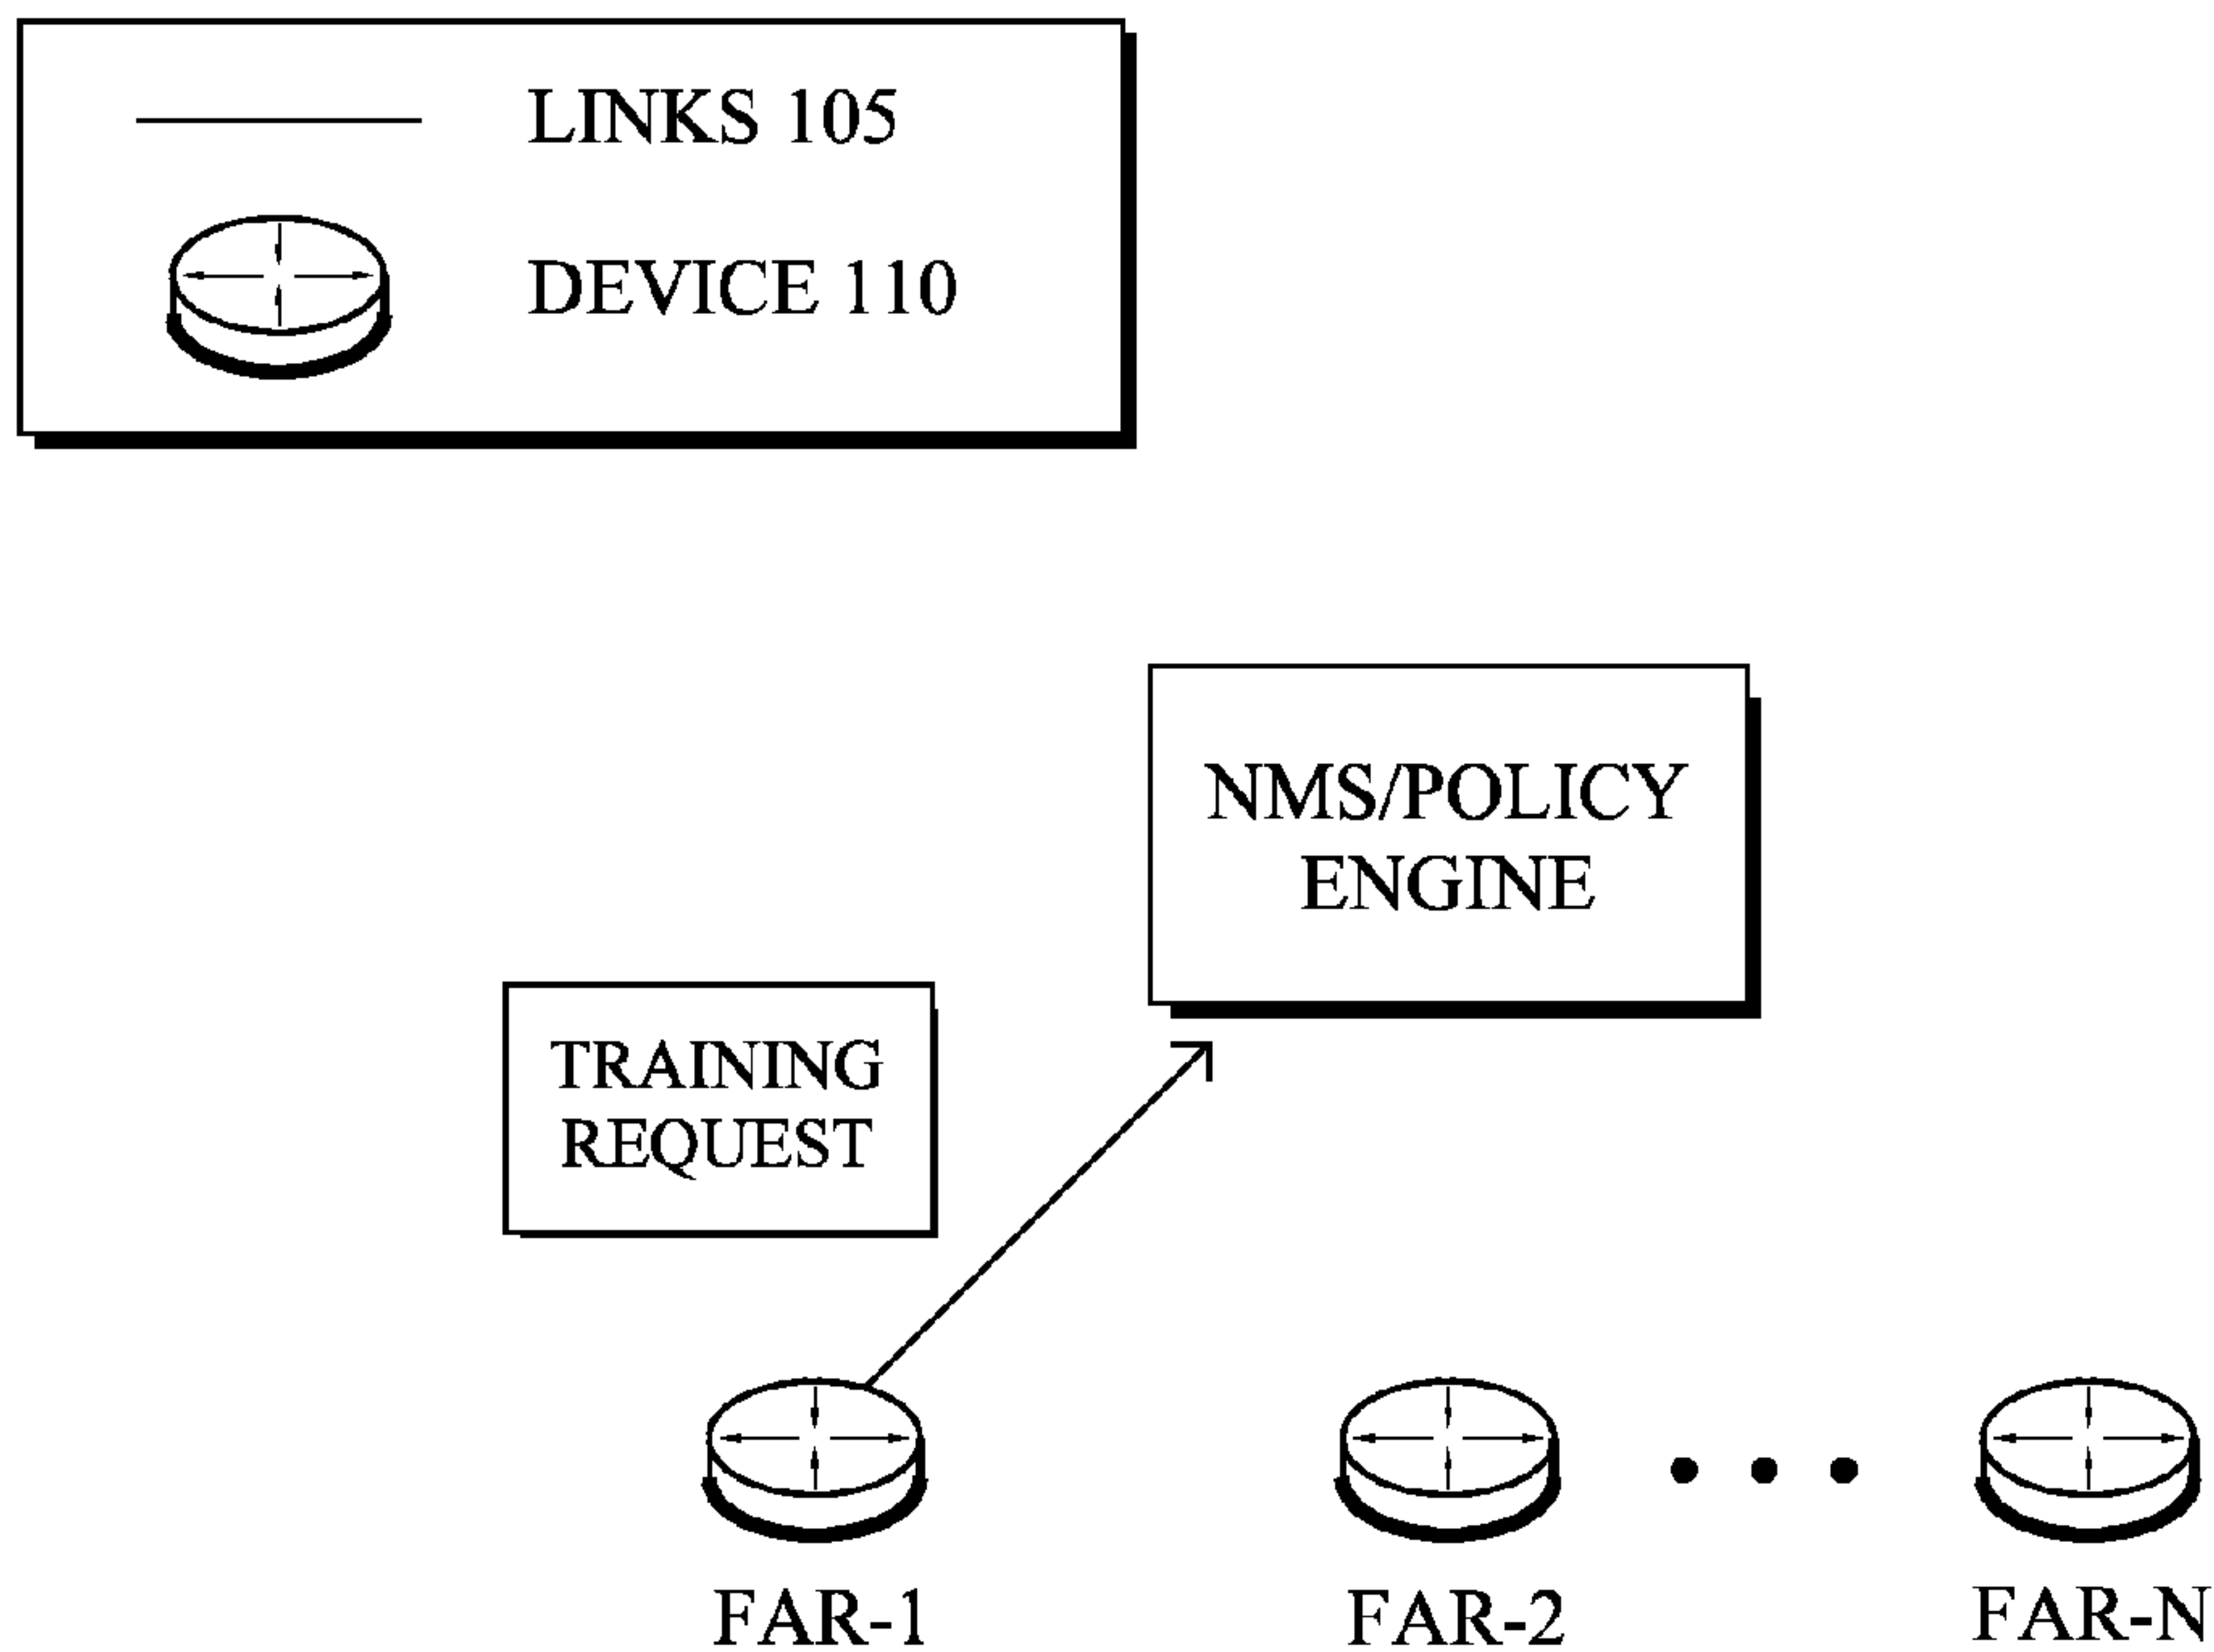 LINKS 105
DEVICE 110
NMS/POLICY
ENGINE
TRAINING
REQUEST
FAR-1
FAR-2
FAR-N